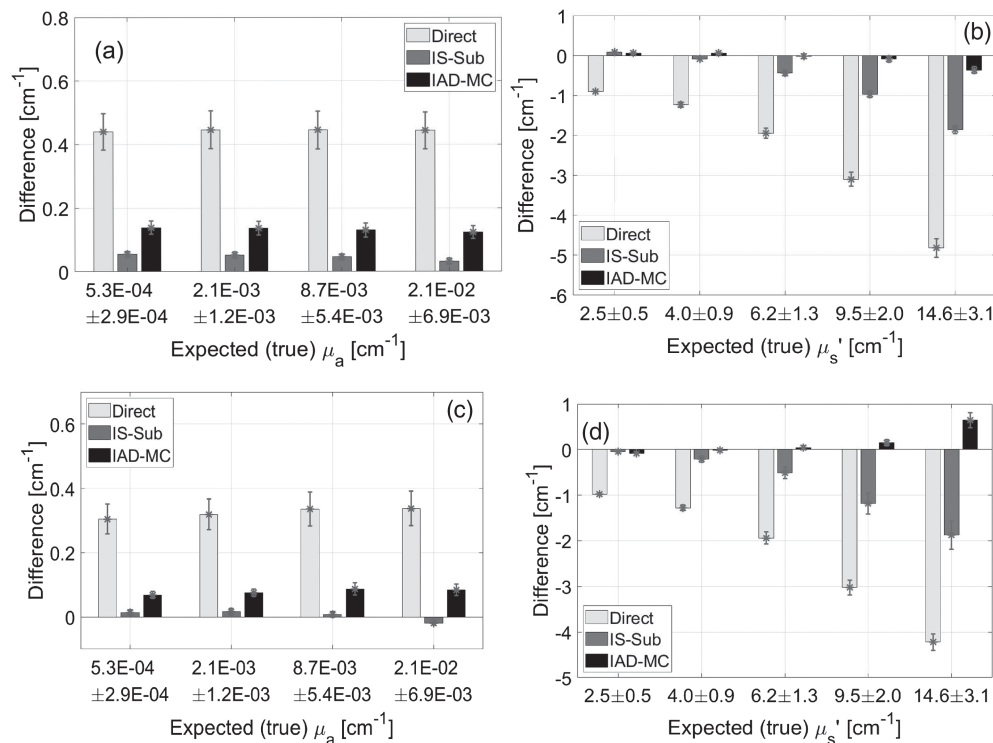 (a)
Direct
IS-Sub
IAD-MC
Difference [cm-1]
0.8
0.6
0.4
0.2
0
5.3E-04 2.1E-03 8.7E-03 2.1E-02
±2.9E-04 ±1.2E-03 ±5.4E-03 ±6.9E-03
Expected (true) μa [cm-1]
(b)
Difference [cm-1]
1
0
-1
-2
-3
-4
-5
-6
Direct
IS-Sub
IAD-MC
2.5±0.5 4.0±0.9 6.2±1.3 9.5±2.0 14.6±3.1
Expected (true) μs' [cm-1]
(c)
Direct
IS-Sub
IAD-MC
Difference [cm-1]
0.6
0.4
0.2
0
5.3E-04 2.1E-03 8.7E-03 2.1E-02
±2.9E-04 ±1.2E-03 ±5.4E-03 ±6.9E-03
Expected (true) μa [cm-1]
(d)
Difference [cm-1]
1
0
-1
-2
-3
-4
-5
Direct
IS-Sub
IAD-MC
2.5±0.5 4.0±0.9 6.2±1.3 9.5±2.0 14.6±3.1
Expected (true) μs' [cm-1]